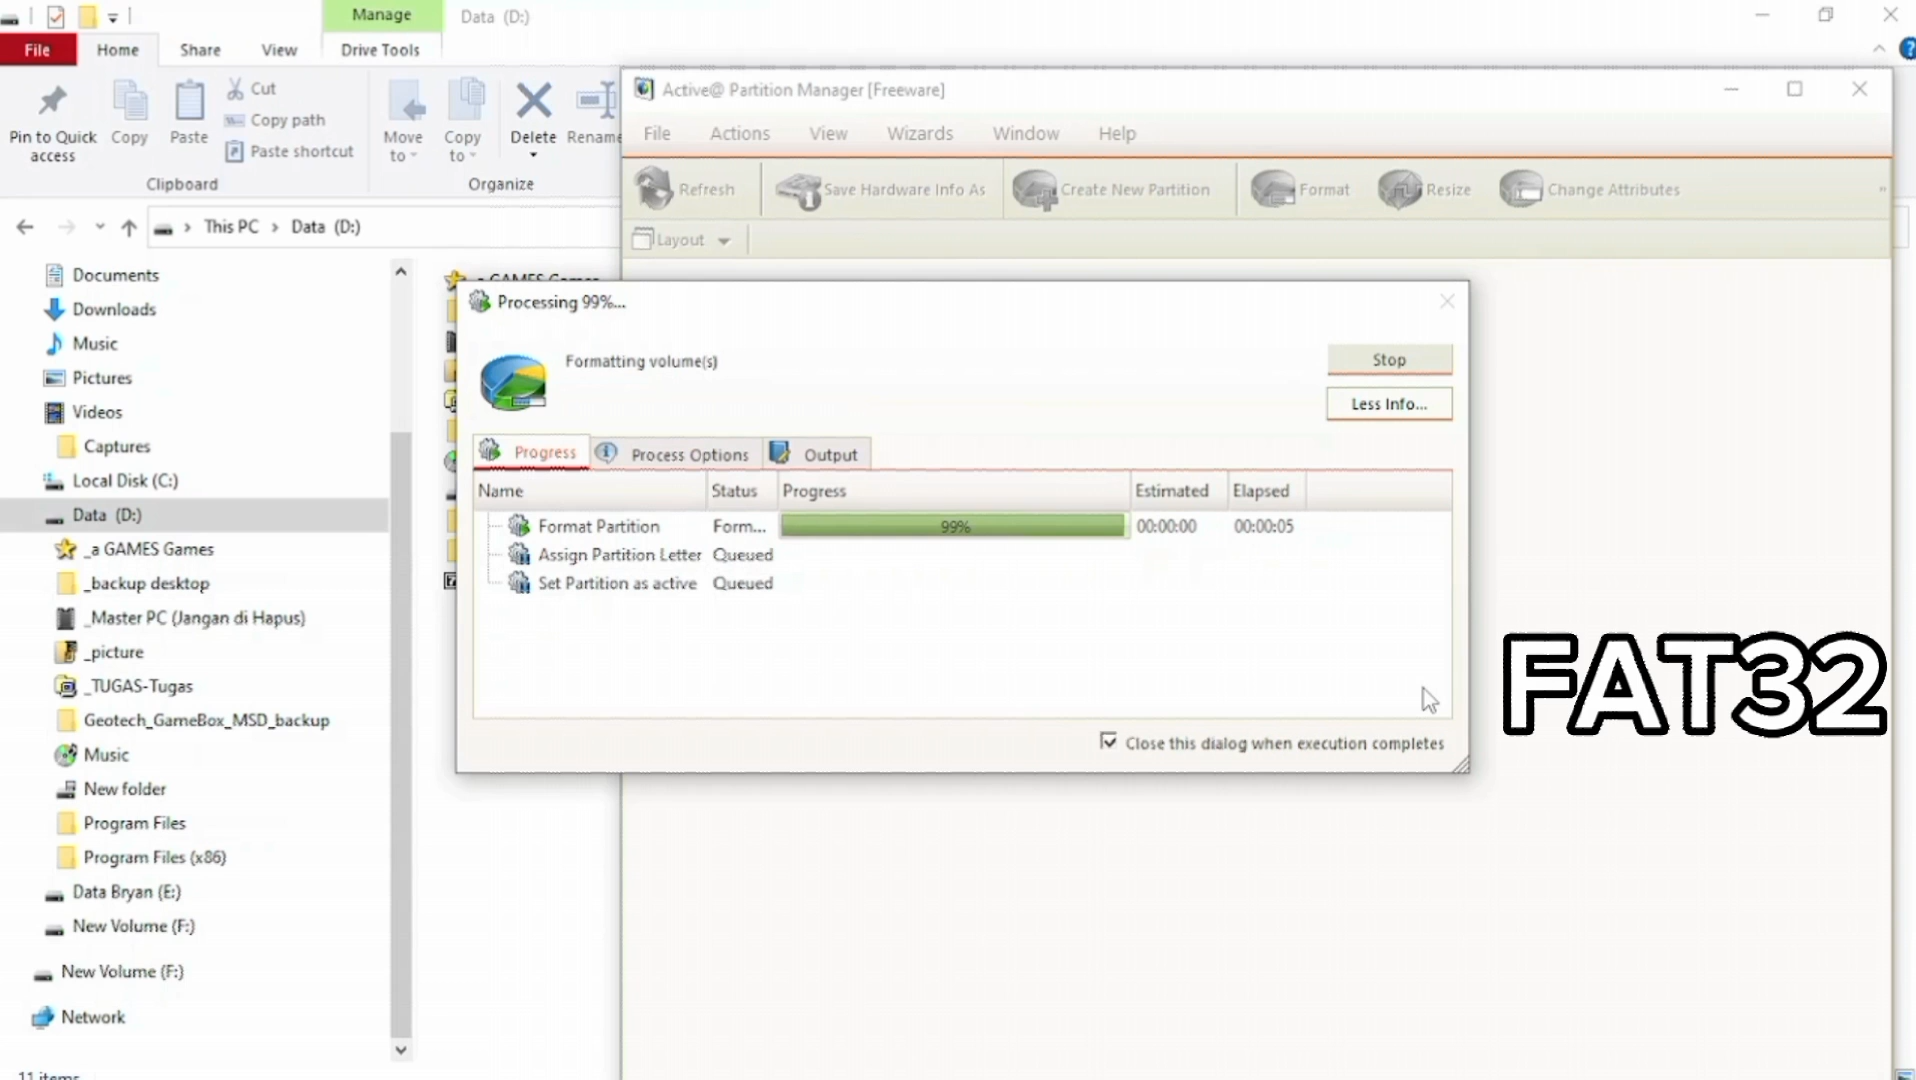 Manage
Data (D:)
File
Home
Share
View
Drive Tools
Pin to Quick access
Copy
Paste
Cut
Copy path
Paste shortcut
Move to
Copy to
Delete
Rename
Clipboard
Organize
This PC
Data (D:)
Active@ Partition Manager [Freeware]
File
Actions
View
Wizards
Window
Help
Refresh
Save Hardware Info As
Create New Partition
Format
Resize
Change Attributes
Layout
Documents
Downloads
Music
Pictures
Videos
Captures
Local Disk (C:)
Data (D:)
_a GAMES Games
_backup desktop
_Master PC (Jangan di Hapus)
_picture
_TUGAS-Tugas
Geotech_GameBox_MSD_backup
Music
New folder
Program Files
Program Files (x86)
Data Bryan (E:)
New Volume (F:)
New Volume (F:)
Network
11 items
_a GAMES Games
Processing 99%...
Formatting volume(s)
Stop
Less Info...
Progress
Process Options
Output
Name Status Progress Estimated Elapsed
Format Partition Form... 99% 00:00:00 00:00:05
Assign Partition Letter Queued
Set Partition as active Queued
Close this dialog when execution completes
FAT32